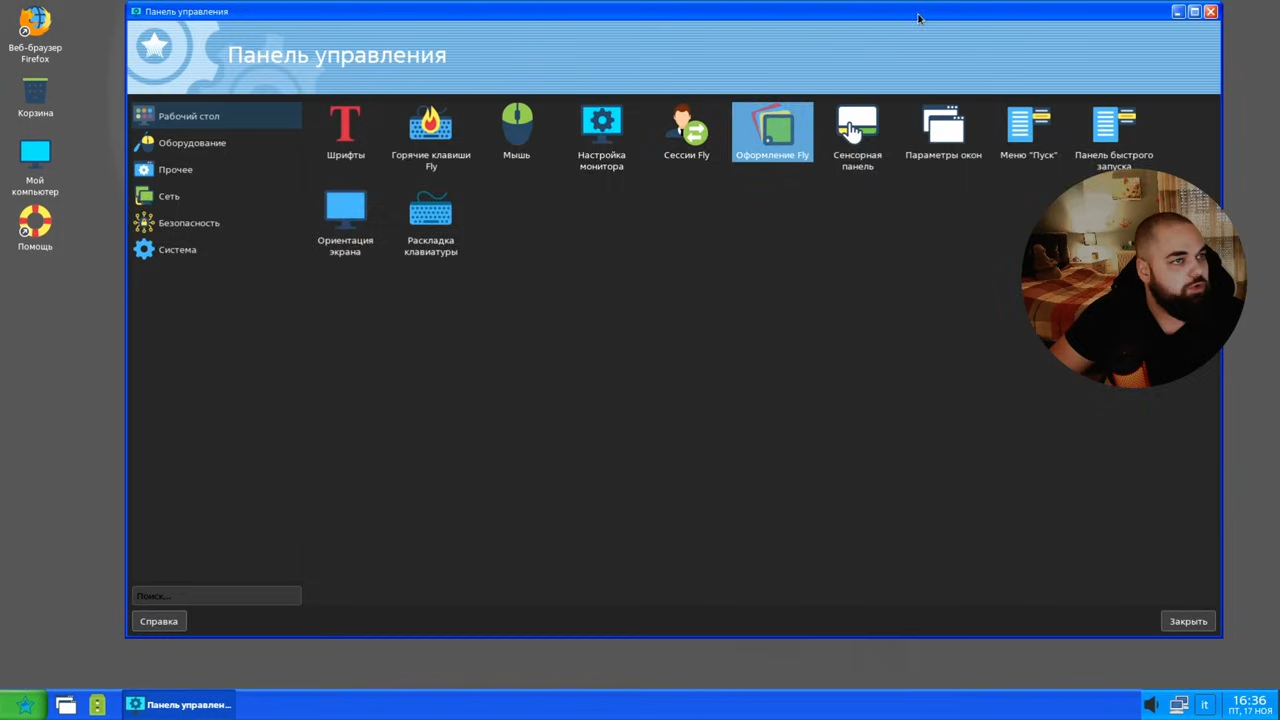 Панель управления
Панель управления
Веб-браузер
Firefox
Корзина
Мой
компьютер
Помощь
Рабочий стол
Оборудование
Прочее
Сеть
Безопасность
Система
Шрифты
Горячие клавиши
Fly
Мышь
Настройка
монитора
Сессии Fly
Оформление Fly
Сенсорная
панель
Параметры окон
Меню "Пуск"
Панель быстрого
запуска
Ориентация
экрана
Раскладка
клавиатуры
Поиск...
Справка
Закрыть
Панель управлен...
it
16:36
ПТ, 17 НОЯ